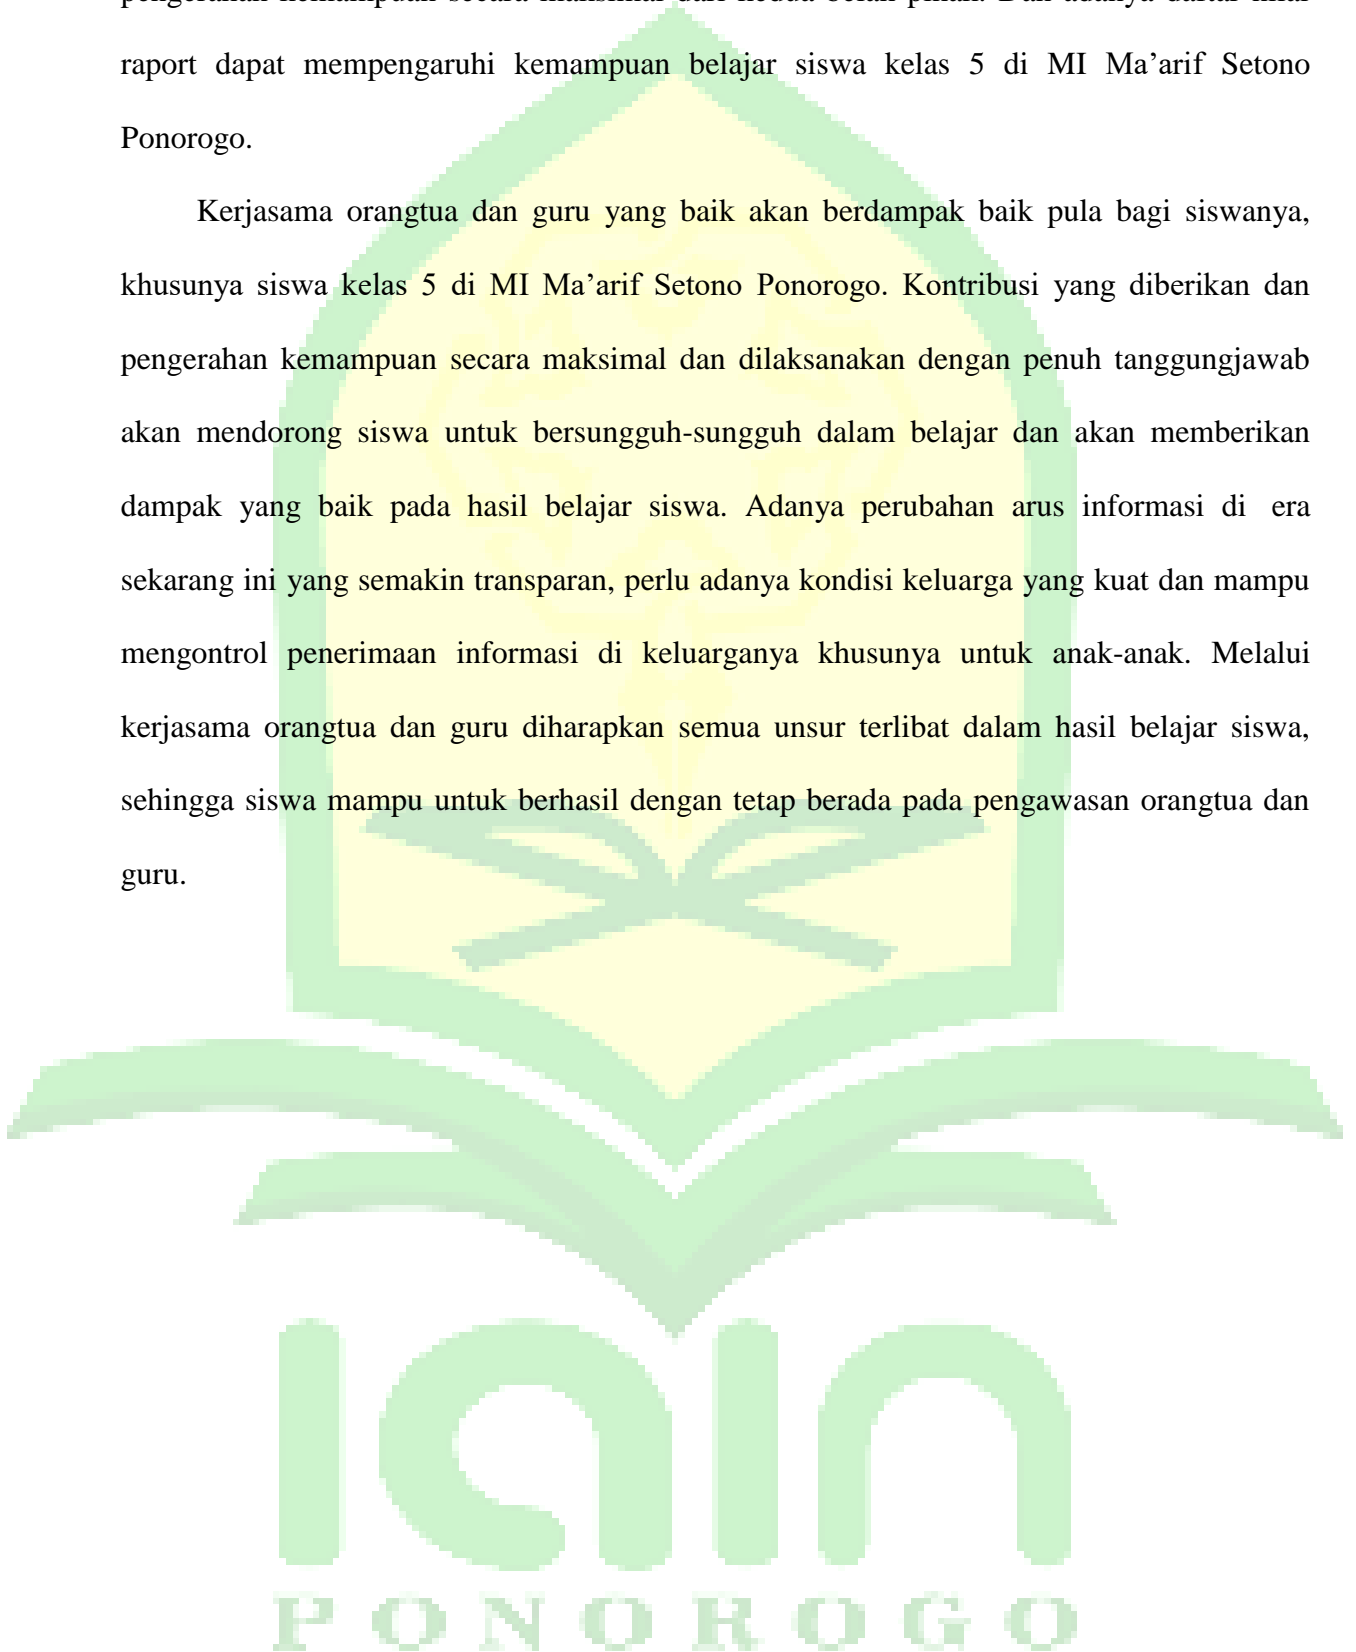 raport dapat mempengaruhi kemampuan belajar siswa kelas 5 di MI Ma’arif Setono
Ponorogo.
Kerjasama orangtua dan guru yang baik akan berdampak baik pula bagi siswanya,
khusunya siswa kelas 5 di MI Ma’arif Setono Ponorogo. Kontribusi yang diberikan dan
pengerahan kemampuan secara maksimal dan dilaksanakan dengan penuh tanggungjawab
akan mendorong siswa untuk bersungguh-sungguh dalam belajar dan akan memberikan
dampak yang baik pada hasil belajar siswa. Adanya perubahan arus informasi di era
sekarang ini yang semakin transparan, perlu adanya kondisi keluarga yang kuat dan mampu
mengontrol penerimaan informasi di keluarganya khusunya untuk anak-anak. Melalui
kerjasama orangtua dan guru diharapkan semua unsur terlibat dalam hasil belajar siswa,
sehingga siswa mampu untuk berhasil dengan tetap berada pada pengawasan orangtua dan
guru.
iain
PONOROGO